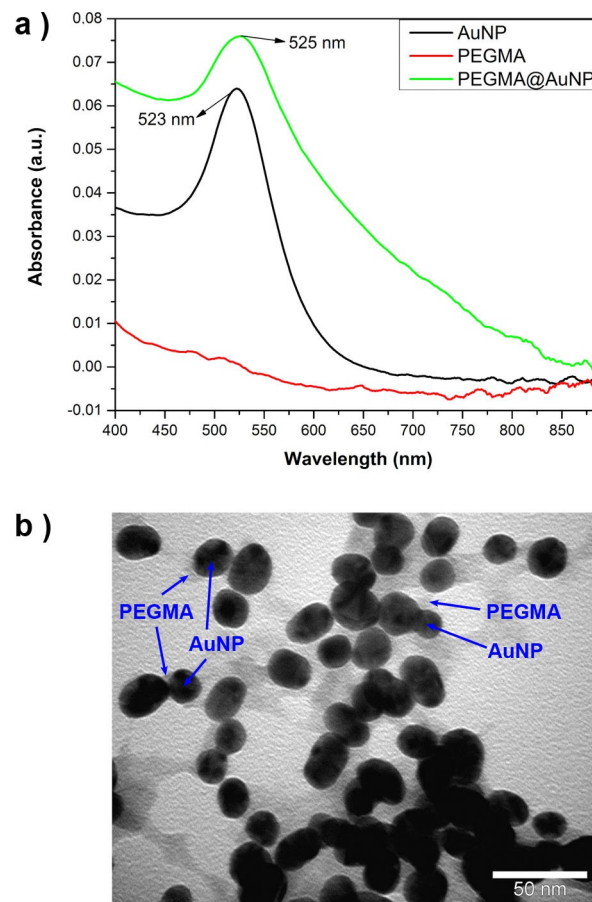 a )
0.08
0.07
0.06
0.05
0.04
0.03
0.02
0.01
0.00
-0.01
Absorbance (a.u.)
525 nm
523 nm
AuNP
PEGMA
PEGMA@AuNP
400 450 500 550 600 650 700 750 800 850
Wavelength (nm)
b )
PEGMA
AuNP
PEGMA
AuNP
50 nm